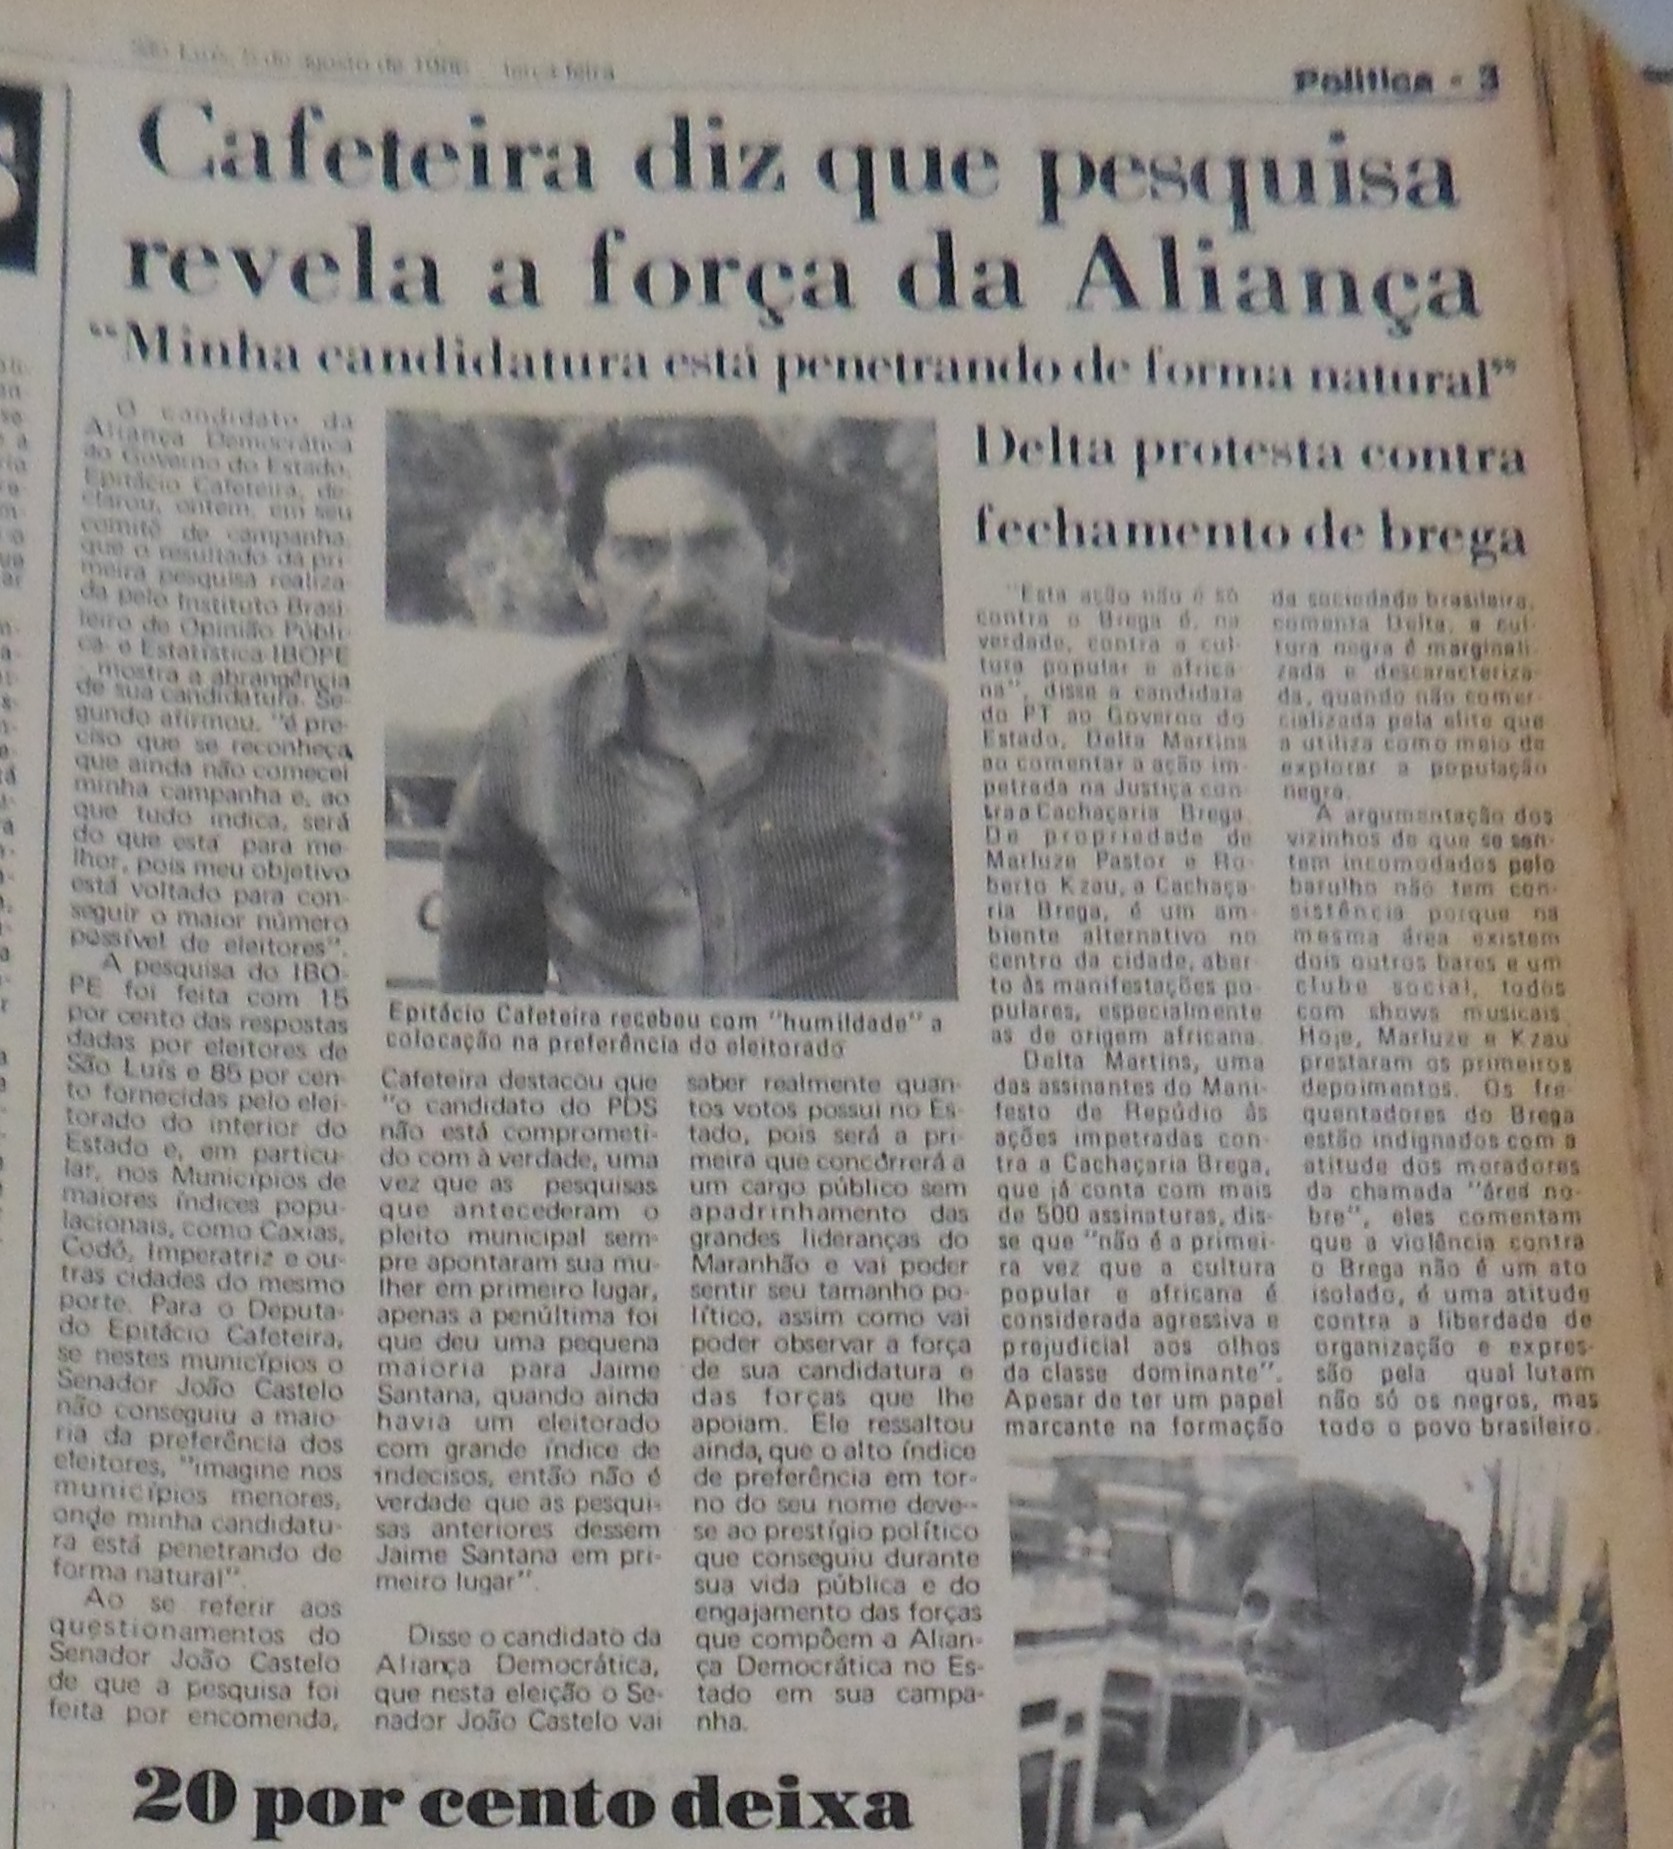 São Luís, 5 de agosto de 1986 terça-feira
Política - 3
Cafeteira diz que pesquisa
revela a força da Aliança
“Minha candidatura está penetrando de forma natural”
O candidato da
Aliança Democrática
ao Governo do Estado,
Epitácio Cafeteira, de-
clarou, ontem, em seu
comitê de campanha
que o resultado da pri-
meira pesquisa realiza-
da pelo Instituto Brasi-
leiro de Opinião Públi-
ca e Estatística-IBOPE
mostra a abrangência
de sua candidatura. Se-
gundo afirmou, "é pre-
ciso que se reconheça
que ainda não comecei
minha campanha e, ao
que tudo indica, será
do que está para me-
lhor, pois meu objetivo
está voltado para con-
seguir o maior número
possível de eleitores".
A pesquisa do IBO-
PE foi feita com 15
por cento das respostas
dadas por eleitores de
São Luís e 85 por cen-
to fornecidas pelo elei-
torado do interior do
Estado e, em particu-
lar, nos Municípios de
maiores índices popu-
lacionais, como Caxias,
Codó, Imperatriz e ou-
tras cidades do mesmo
porte. Para o Deputa-
do Epitácio Cafeteira,
se nestes municípios o
Senador João Castelo
não conseguiu a maio-
ria da preferência dos
eleitores, "imagine nos
municípios menores,
onde minha candidatu-
ra está penetrando de
forma natural".
Ao se referir aos
questionamentos do
Senador João Castelo
de que a pesquisa foi
feita por encomenda,
Epitácio Cafeteira recebeu com "humildade" a
colocação na preferência do eleitorado
Cafeteira destacou que
"o candidato do PDS
não está comprometi-
do com à verdade, uma
vez que as pesquisas
que antecederam o
pleito municipal sem-
pre apontaram sua mu-
lher em primeiro lugar,
apenas a penúltima foi
que deu uma pequena
maioria para Jaime
Santana, quando ainda
havia um eleitorado
com grande índice de
indecisos, então não é
verdade que as pesqui-
sas anteriores dessem
Jaime Santana em pri-
meiro lugar".
Disse o candidato da
Aliança Democrática,
que nesta eleição o Se-
nador João Castelo vai
saber realmente quan-
tos votos possui no Es-
tado, pois será a pri-
meira que concórrerá a
um cargo público sem
apadrinhamento das
grandes lideranças do
Maranhão e vai poder
sentir seu tamanho po-
lítico, assim como vai
poder observar a força
de sua candidatura e
das forças que lhe
apoiam. Ele ressaltou
ainda, que o alto índice
de preferência em tor-
no do seu nome deve--
se ao prestígio político
que conseguiu durante
sua vida pública e do
engajamento das forças
que compõem a Alian-
ça Democrática no Es-
tado em sua campa-
nha.
Delta protesta contra
fechamento de brega
"Esta ação não é só
contra o Brega é, na
verdade, contra a cul-
tura popular e africa-
na", disse a candidata
do PT ao Governo do
Estado, Delta Martins
ao comentar a ação im-
petrada na Justiça con-
tra a Cachaçaria Brega.
De propriedade de
Marluze Pastor e Ro-
berto Kzau, a Cachaça-
ria Brega, é um am-
biente alternativo no
centro da cidade, aber-
to às manifestações po-
pulares, especialmente
as de origem africana.
Delta Martins, uma
das assinantes do Mani-
festo de Repúdio às
ações impetradas con-
tra a Cachaçaria Brega,
que já conta com mais
de 500 assinaturas, dis-
se que "não é a primei-
ra vez que a cultura
popular e africana é
considerada agressiva e
prejudicial aos olhos
da classe dominante".
Apesar de ter um papel
marcante na formação
da sociedade brasileira,
comenta Delta, a cul-
tura negra é marginali-
zada e descaracteriza-
da, quando não comer-
cializada pela elite que
a utiliza como meio de
explorar a população
negra.
A argumentação dos
vizinhos de que se sen-
tem incomodados pelo
barulho não tem con-
sistência porque na
mesma área existem
dois outros bares e um
clube social, todos
com shows musicais.
Hoje, Marluze e Kzau
prestaram os primeiros
depoimentos. Os fre-
quentadores do Brega
estão indignados com a
atitude dos moradores
da chamada "áred no-
bre", eles comentam
que a violência contra
o Brega não é um ato
isolado, é uma atitude
contra a liberdade de
organização e expres-
são pela qual lutam
não só os negros, mas
todo o povo brasileiro.
20 por cento deixa